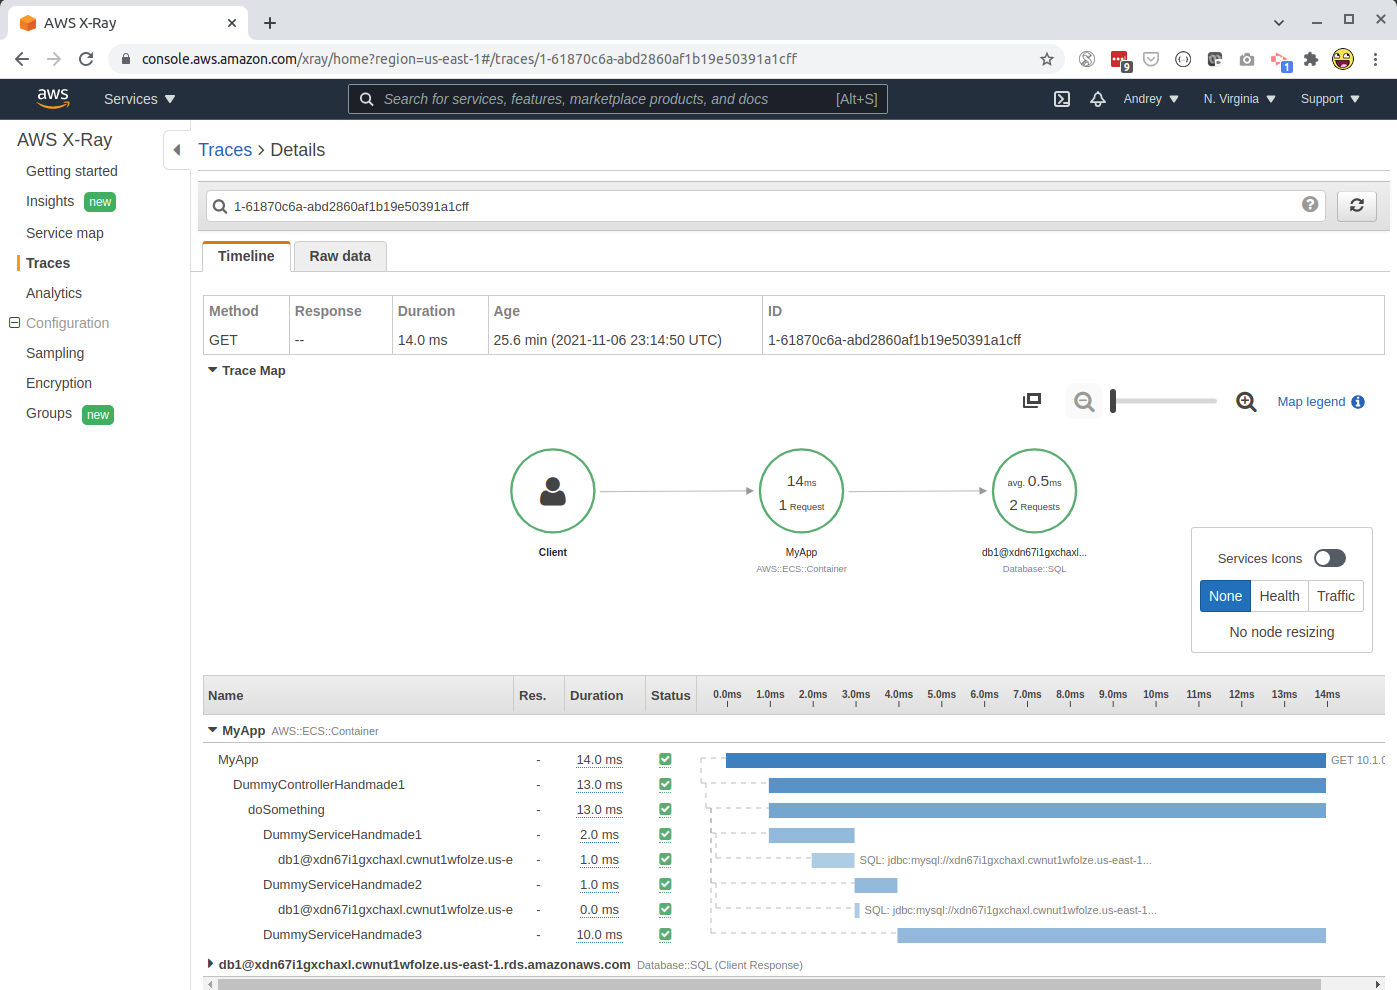 AWS X-Ray
console.aws.amazon.com/xray/home?region=us-east-1#/traces/1-61870c6a-abd2860af1b19e50391a1cff
9
1
aws
Services
Search for services, features, marketplace products, and docs [Alt+S]
Andrey
N. Virginia
Support
AWS X-Ray
Getting started
Insights new
Service map
Traces
Analytics
Configuration
Sampling
Encryption
Groups new
Traces > Details
1-61870c6a-abd2860af1b19e50391a1cff
Timeline Raw data
Method Response Duration Age ID
GET -- 14.0 ms 25.6 min (2021-11-06 23:14:50 UTC) 1-61870c6a-abd2860af1b19e50391a1cff
Trace Map
Map legend
Client
14ms
1 Request
MyApp
AWS::ECS::Container
avg. 0.5ms
2 Requests
db1@xdn67i1gxchaxl...
Database::SQL
Services Icons
None Health Traffic
No node resizing
Name Res. Duration Status 0.0ms 1.0ms 2.0ms 3.0ms 4.0ms 5.0ms 6.0ms 7.0ms 8.0ms 9.0ms 10ms 11ms 12ms 13ms 14ms
MyApp AWS::ECS::Container
MyApp - 14.0 ms GET 10.1.0
DummyControllerHandmade1 - 13.0 ms
doSomething - 13.0 ms
DummyServiceHandmade1 - 2.0 ms
db1@xdn67i1gxchaxl.cwnut1wfolze.us-e - 1.0 ms SQL: jdbc:mysql://xdn67i1gxchaxl.cwnut1wfolze.us-east-1...
DummyServiceHandmade2 - 1.0 ms
db1@xdn67i1gxchaxl.cwnut1wfolze.us-e - 0.0 ms SQL: jdbc:mysql://xdn67i1gxchaxl.cwnut1wfolze.us-east-1...
DummyServiceHandmade3 - 10.0 ms
db1@xdn67i1gxchaxl.cwnut1wfolze.us-east-1.rds.amazonaws.com Database::SQL (Client Response)